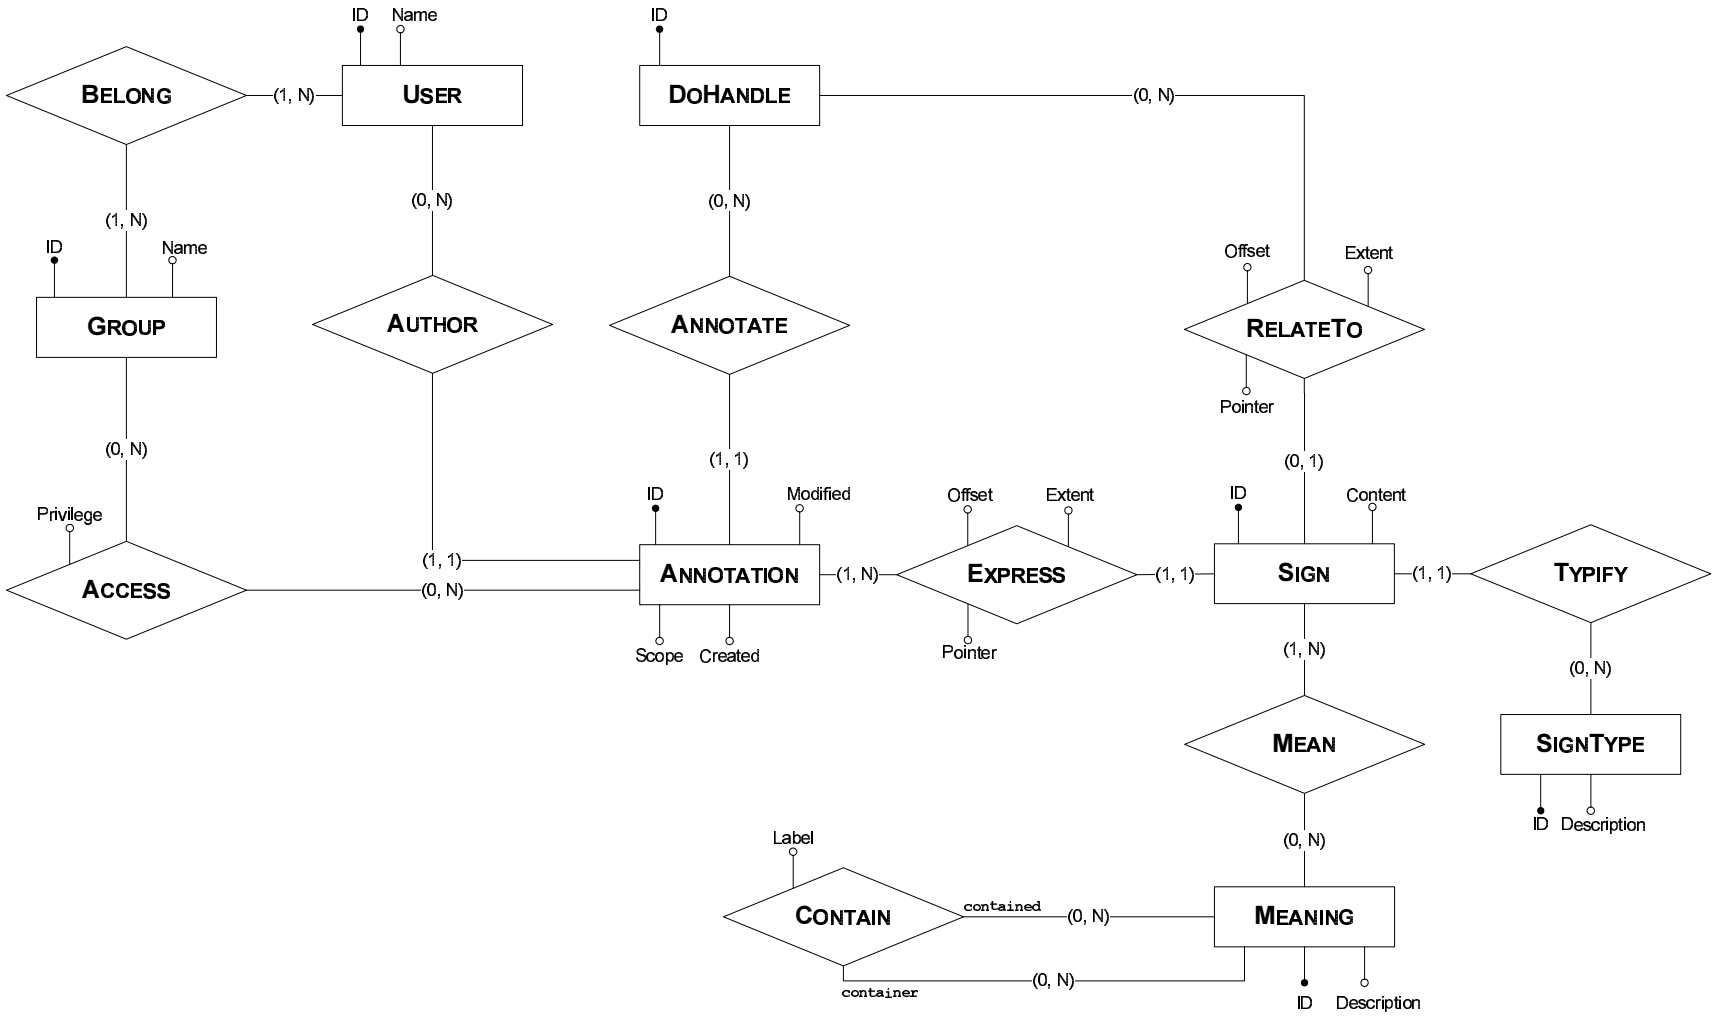 ID Name ID
BELONG (1, N) USER DOHANDLE (0, N)
(0, N) (0, N)
(1, N)
ID Name Offset Extent
GROUP AUTHOR ANNOTATE RELATETO
Pointer
(0, N) (1, 1) (0, 1)
ID Modified Offset Extent ID Content
Privilege
(1, 1)
ANNOTATION (1, N) EXPRESS (1, 1) SIGN (1, 1) TYPIFY
ACCESS (0, N)
Scope Created Pointer (1, N)
(0, N)
MEAN SIGNTYPE
ID Description
Label (0, N)
contained
CONTAIN (0, N) MEANING
(0, N)
container
ID Description